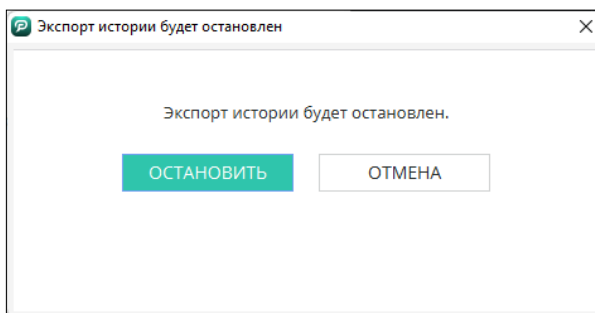 Экспорт истории будет остановлен
Экспорт истории будет остановлен.
ОСТАНОВИТЬ
ОТМЕНА